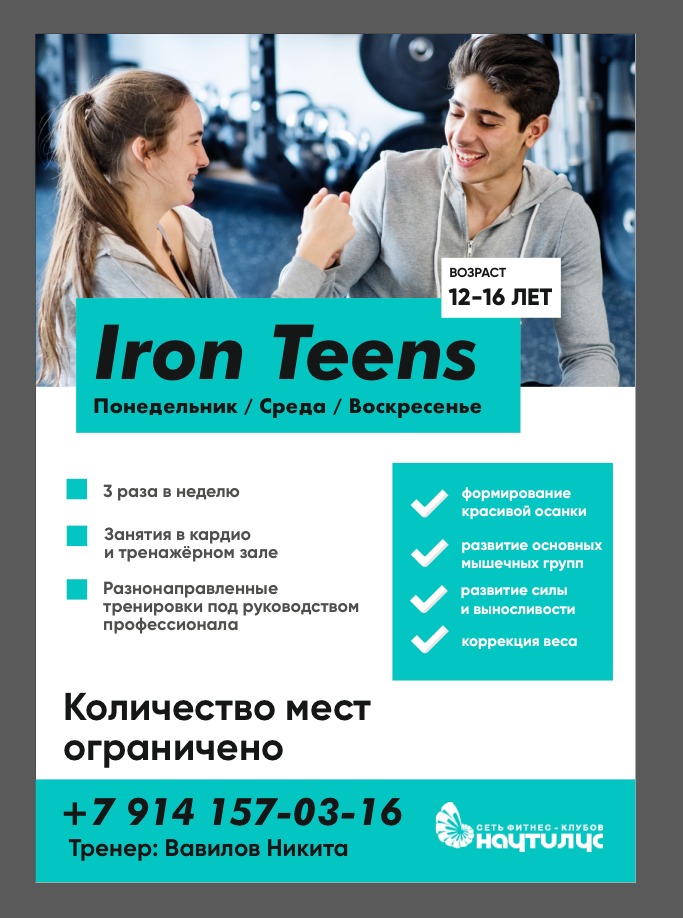 ВОЗРАСТ
12-16 ЛЕТ
Iron Teens
Понедельник / Среда / Воскресенье
3 раза в неделю
Занятия в кардио
и тренажёрном зале
Разнонаправленные
тренировки под руководством
профессионала
формирование
красивой осанки
развитие основных
мышечных групп
развитие силы
и выносливости
коррекция веса
Количество мест
ограничено
+7 914 157-03-16
Тренер: Вавилов Никита
СЕТЬ ФИТНЕС - КЛУБОВ
НАУТИЛУС